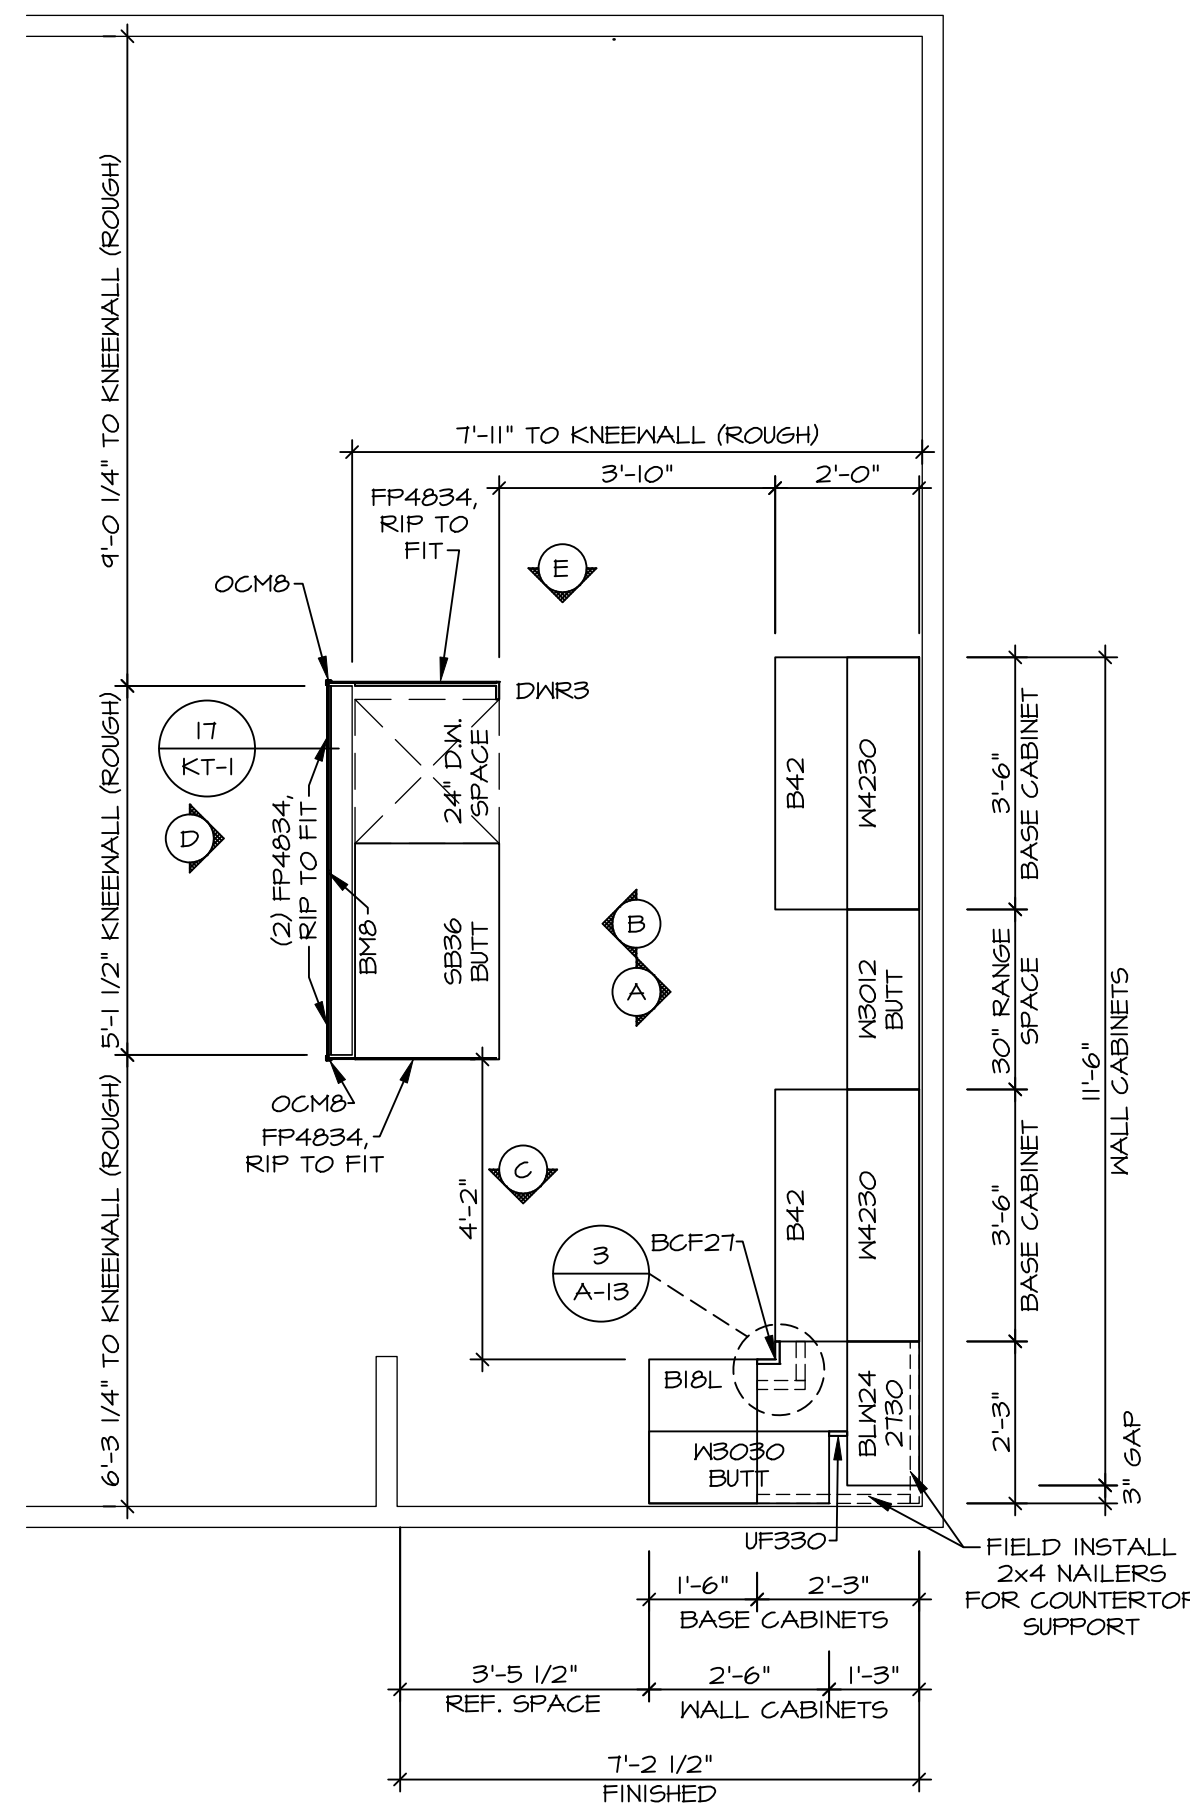 9'-0 1/4" TO KNEEWALL (ROUGH)
7'-11" TO KNEEWALL (ROUGH)
3'-10"
2'-0"
FP4834,
RIP TO
FIT
E
OCM8
DWR3
17
KT-1
5'-1 1/2" KNEEWALL (ROUGH)
D
(2) FP4834,
RIP TO FIT
BM8
24" D.W.
SPACE
SB36
BUTT
B
A
B42
W4230
W3012
BUTT
B42
W4230
3'-6"
BASE CABINET
30" RANGE
SPACE
3'-6"
BASE CABINET
11'-6"
WALL CABINETS
OCM8
FP4834,
RIP TO FIT
C
4'-2"
6'-3 1/4" TO KNEEWALL (ROUGH)
3
A-13
BCF27
B18L
W3030
BUTT
BLW24
2730
2'-3"
3" GAP
UF330
FIELD INSTALL
2x4 NAILERS
FOR COUNTERTOP
SUPPORT
1'-6"
2'-3"
BASE CABINETS
3'-5 1/2"
REF. SPACE
2'-6"
1'-3"
WALL CABINETS
7'-2 1/2"
FINISHED